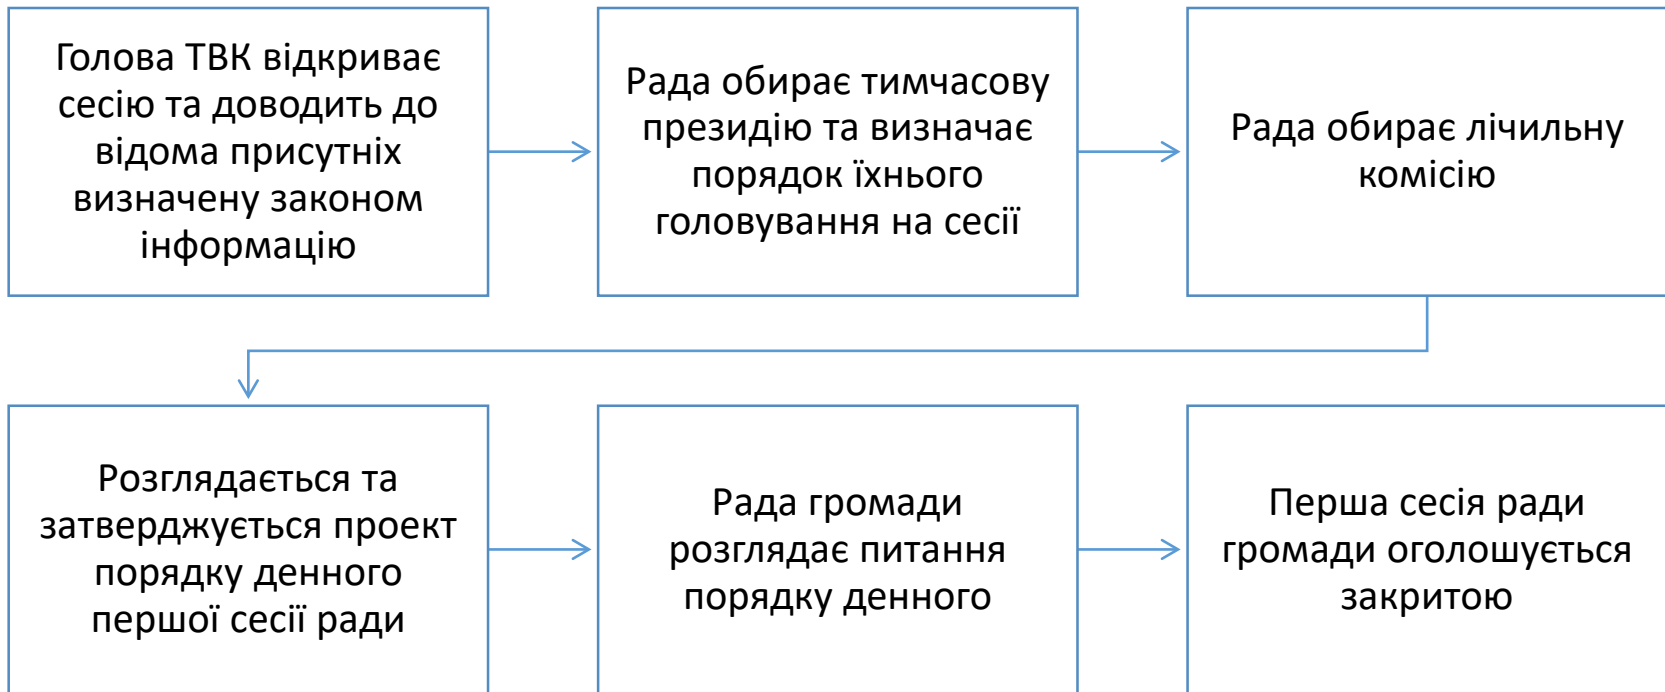 Голова ТВК відкриває
сесію та доводить до
відома присутніх
визначену законом
інформацію
Рада обирає тимчасову
президію та визначає
порядок їхнього
головування на сесії
Рада обирає лічильну
комісію
Розглядається та
затверджується проект
порядку денного
першої сесії ради
Рада громади
розглядає питання
порядку денного
Перша сесія ради
громади оголошується
закритою